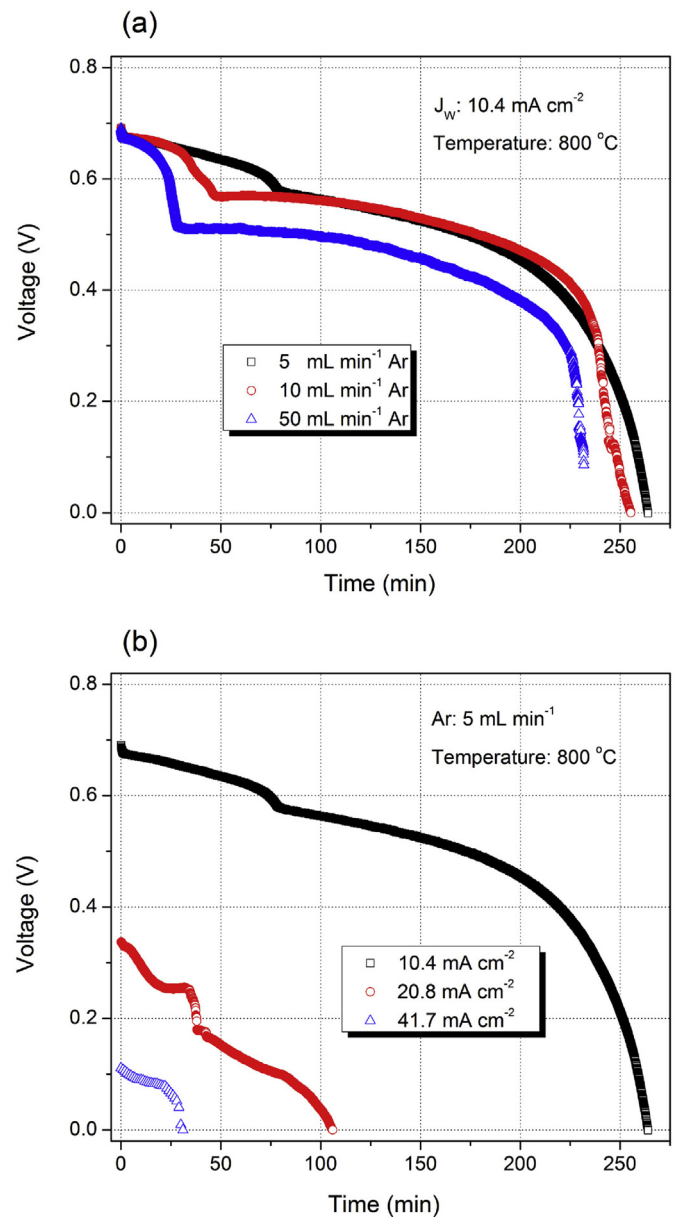 (a)
0.8
0.6
0.4
0.2
0.0
Voltage (V)
J_W: 10.4 mA cm⁻²
Temperature: 800 °C
5 mL min⁻¹ Ar
10 mL min⁻¹ Ar
50 mL min⁻¹ Ar
0 50 100 150 200 250
Time (min)
(b)
0.8
0.6
0.4
0.2
0.0
Voltage (V)
Ar: 5 mL min⁻¹
Temperature: 800 °C
10.4 mA cm⁻²
20.8 mA cm⁻²
41.7 mA cm⁻²
0 50 100 150 200 250
Time (min)